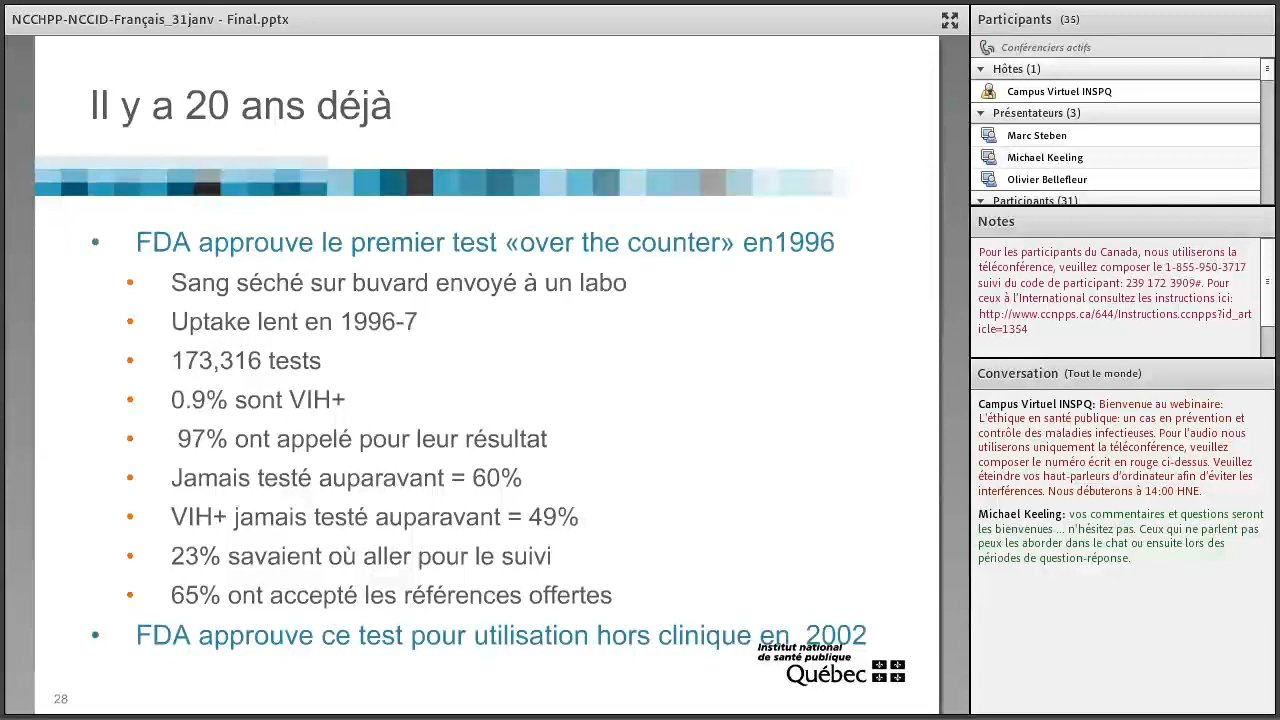 NCCHPP-NCCID-Français_31janv - Final.pptx
Il y a 20 ans déjà
• FDA approuve le premier test «over the counter» en1996
• Sang séché sur buvard envoyé à un labo
• Uptake lent en 1996-7
• 173,316 tests
• 0.9% sont VIH+
• 97% ont appelé pour leur résultat
• Jamais testé auparavant = 60%
• VIH+ jamais testé auparavant = 49%
• 23% savaient où aller pour le suivi
• 65% ont accepté les références offertes
• FDA approuve ce test pour utilisation hors clinique en 2002
Institut national
de santé publique
Québec
28
Participants (35)
Conférenciers actifs
Hôtes (1)
Campus Virtuel INSPQ
Présentateurs (3)
Marc Steben
Michael Keeling
Olivier Bellefleur
Participants (31)
Notes
Pour les participants du Canada, nous utiliserons la
téléconférence, veuillez composer le 1-855-950-3717
suivi du code de participant: 239 172 3909#. Pour
ceux à l'International consultez les instructions ici:
http://www.ccnpps.ca/644/Instructions.ccnpps?id_art
icle=1354
Conversation (Tout le monde)
Campus Virtuel INSPQ: Bienvenue au webinaire:
L'éthique en santé publique: un cas en prévention et
contrôle des maladies infectieuses. Pour l'audio nous
utiliserons uniquement la téléconférence, veuillez
composer le numéro écrit en rouge ci-dessus. Veuillez
éteindre vos haut-parleurs d'ordinateur afin d'éviter les
interférences. Nous débuterons à 14:00 HNE.
Michael Keeling: vos commentaires et questions seront
les bienvenues ... n'hésitez pas. Ceux qui ne parlent pas
peux les aborder dans le chat ou ensuite lors des
périodes de question-réponse.